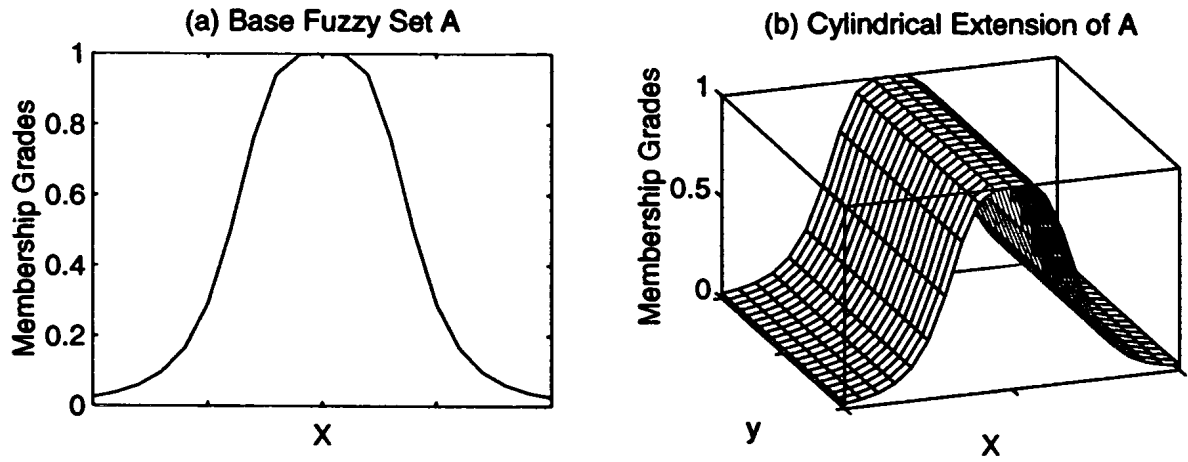 (a) Base Fuzzy Set A
Membership Grades
1
0.8
0.6
0.4
0.2
0
X
(b) Cylindrical Extension of A
Membership Grades
1
0.5
0
y
X